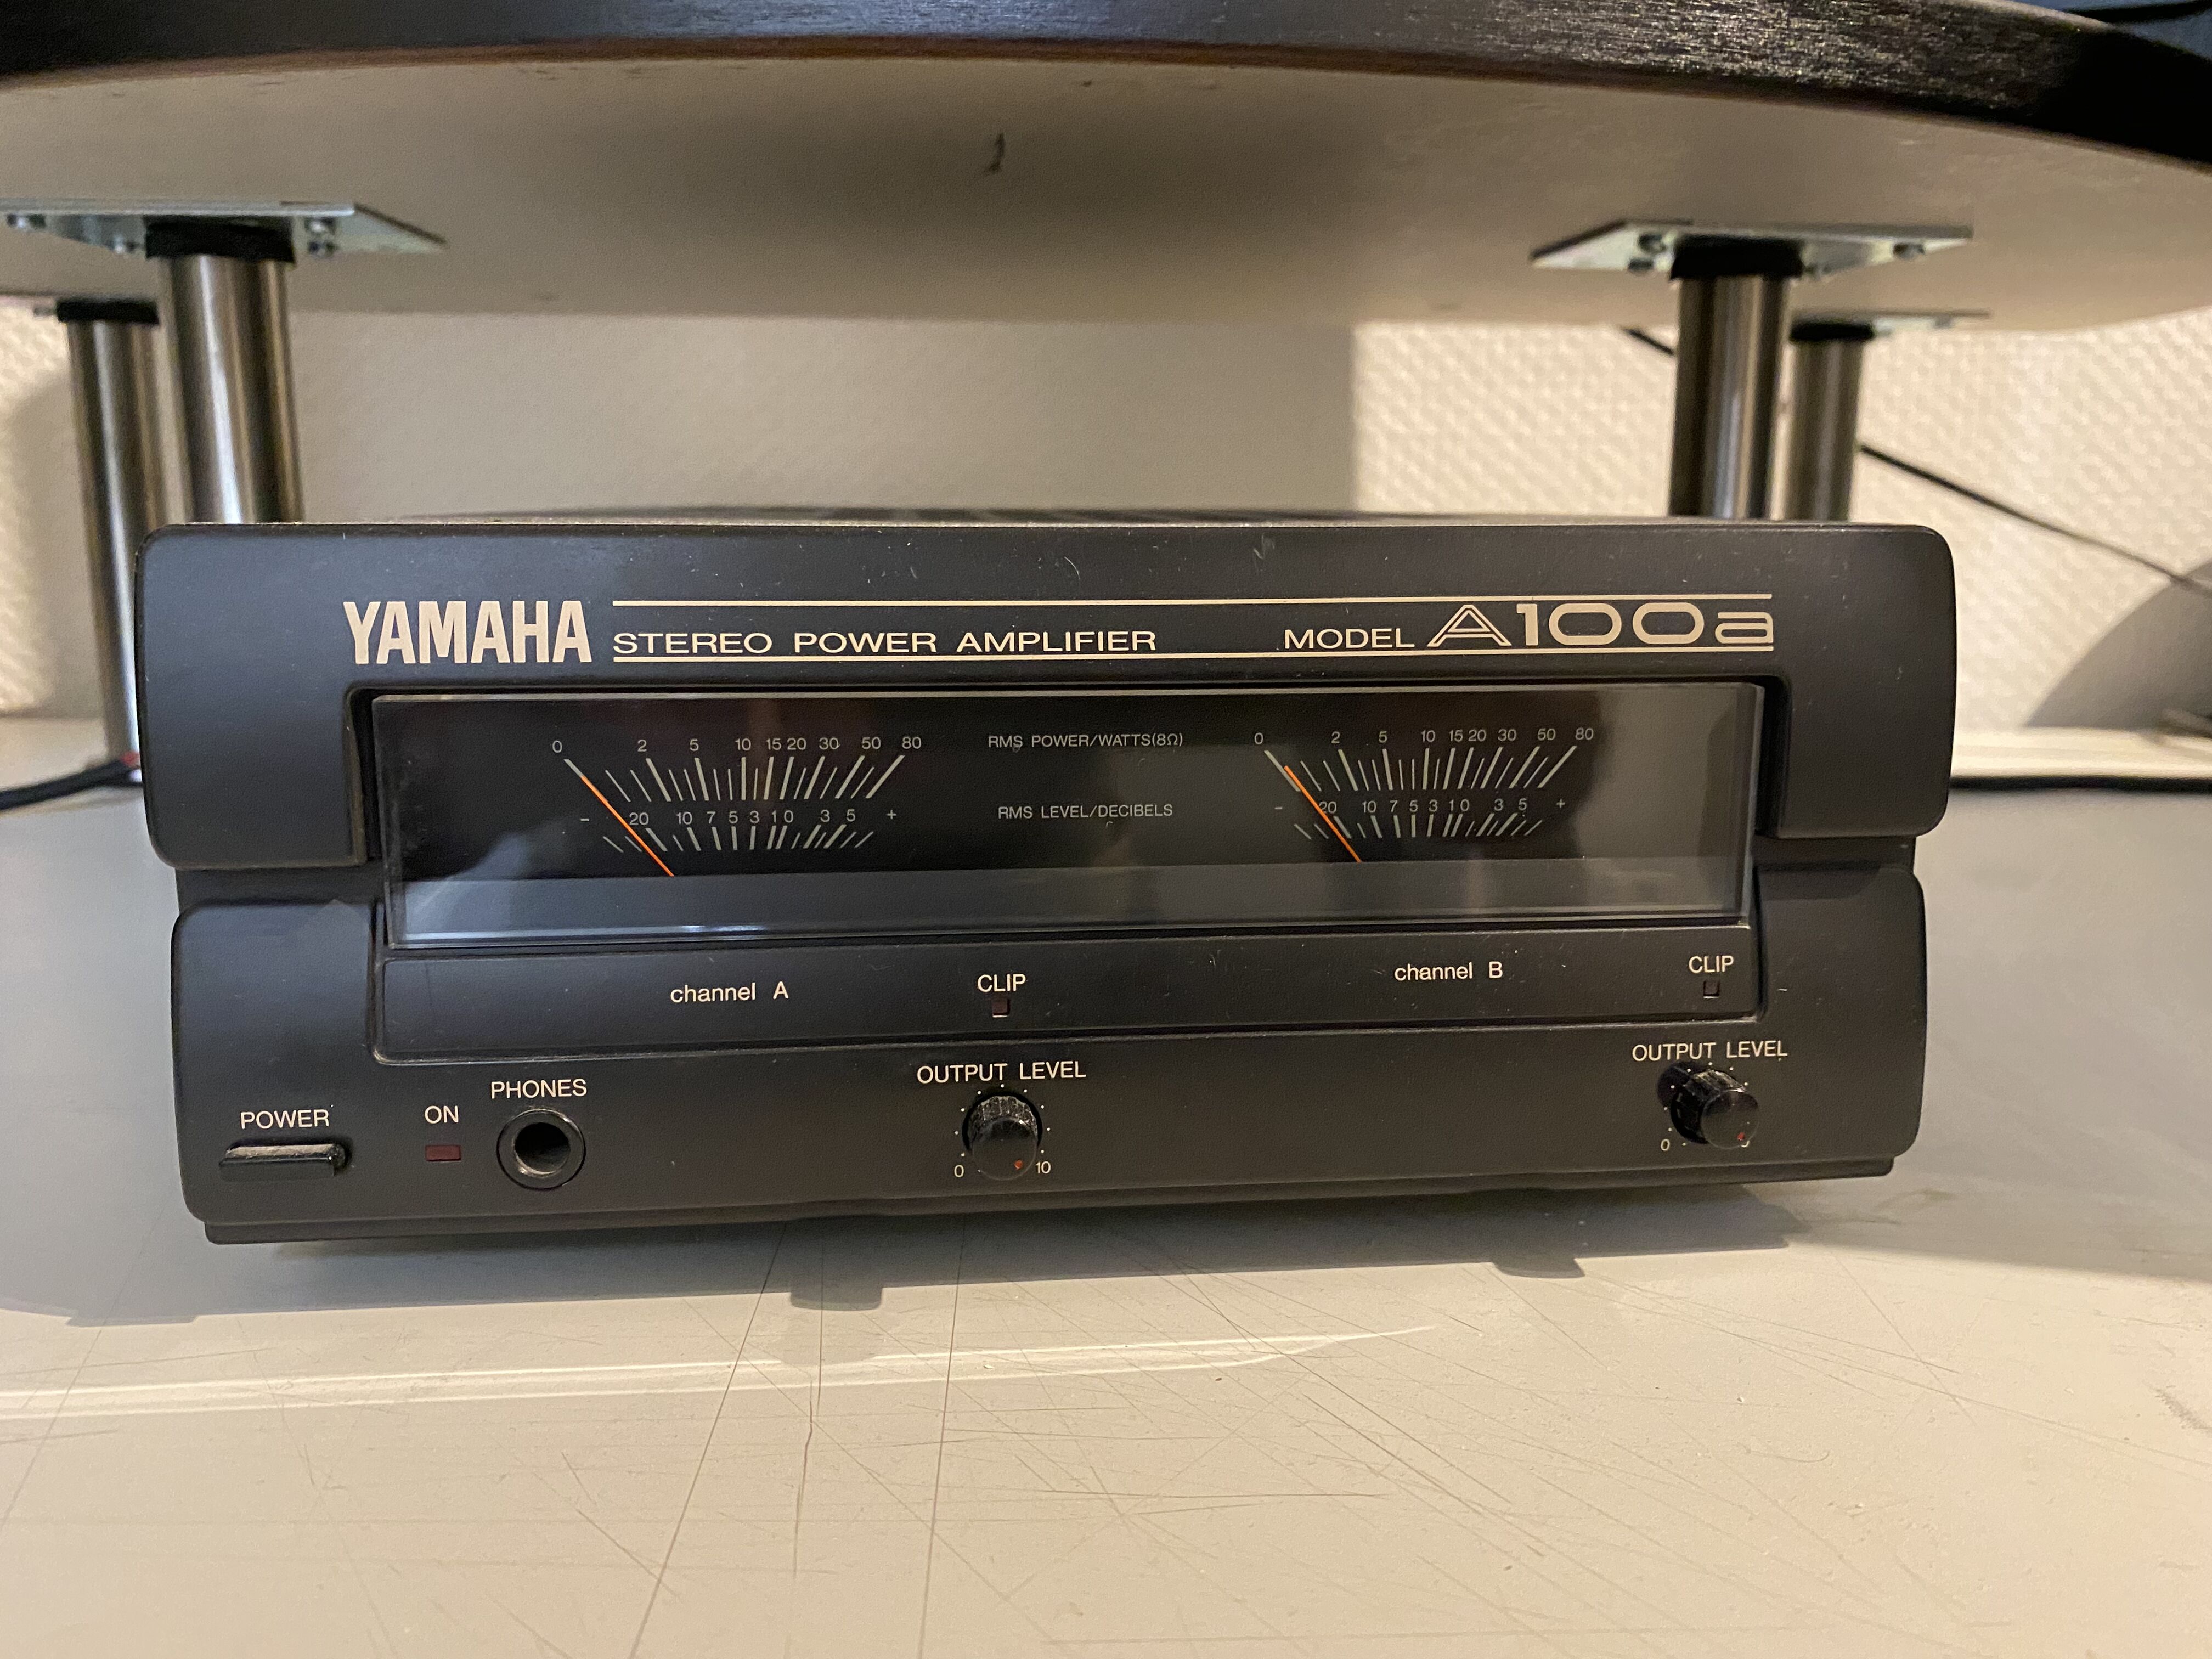 YAMAHA STEREO POWER AMPLIFIER MODEL A100a
0 2 5 10 15 20 30 50 80 RMS POWER/WATTS(8Ω) 0 2 5 10 15 20 30 50 80
- 20 10 7 5 3 1 0 3 5 + RMS LEVEL/DECIBELS - 20 10 7 5 3 1 0 3 5 +
channel A CLIP channel B CLIP
POWER ON PHONES OUTPUT LEVEL OUTPUT LEVEL
0 10 0